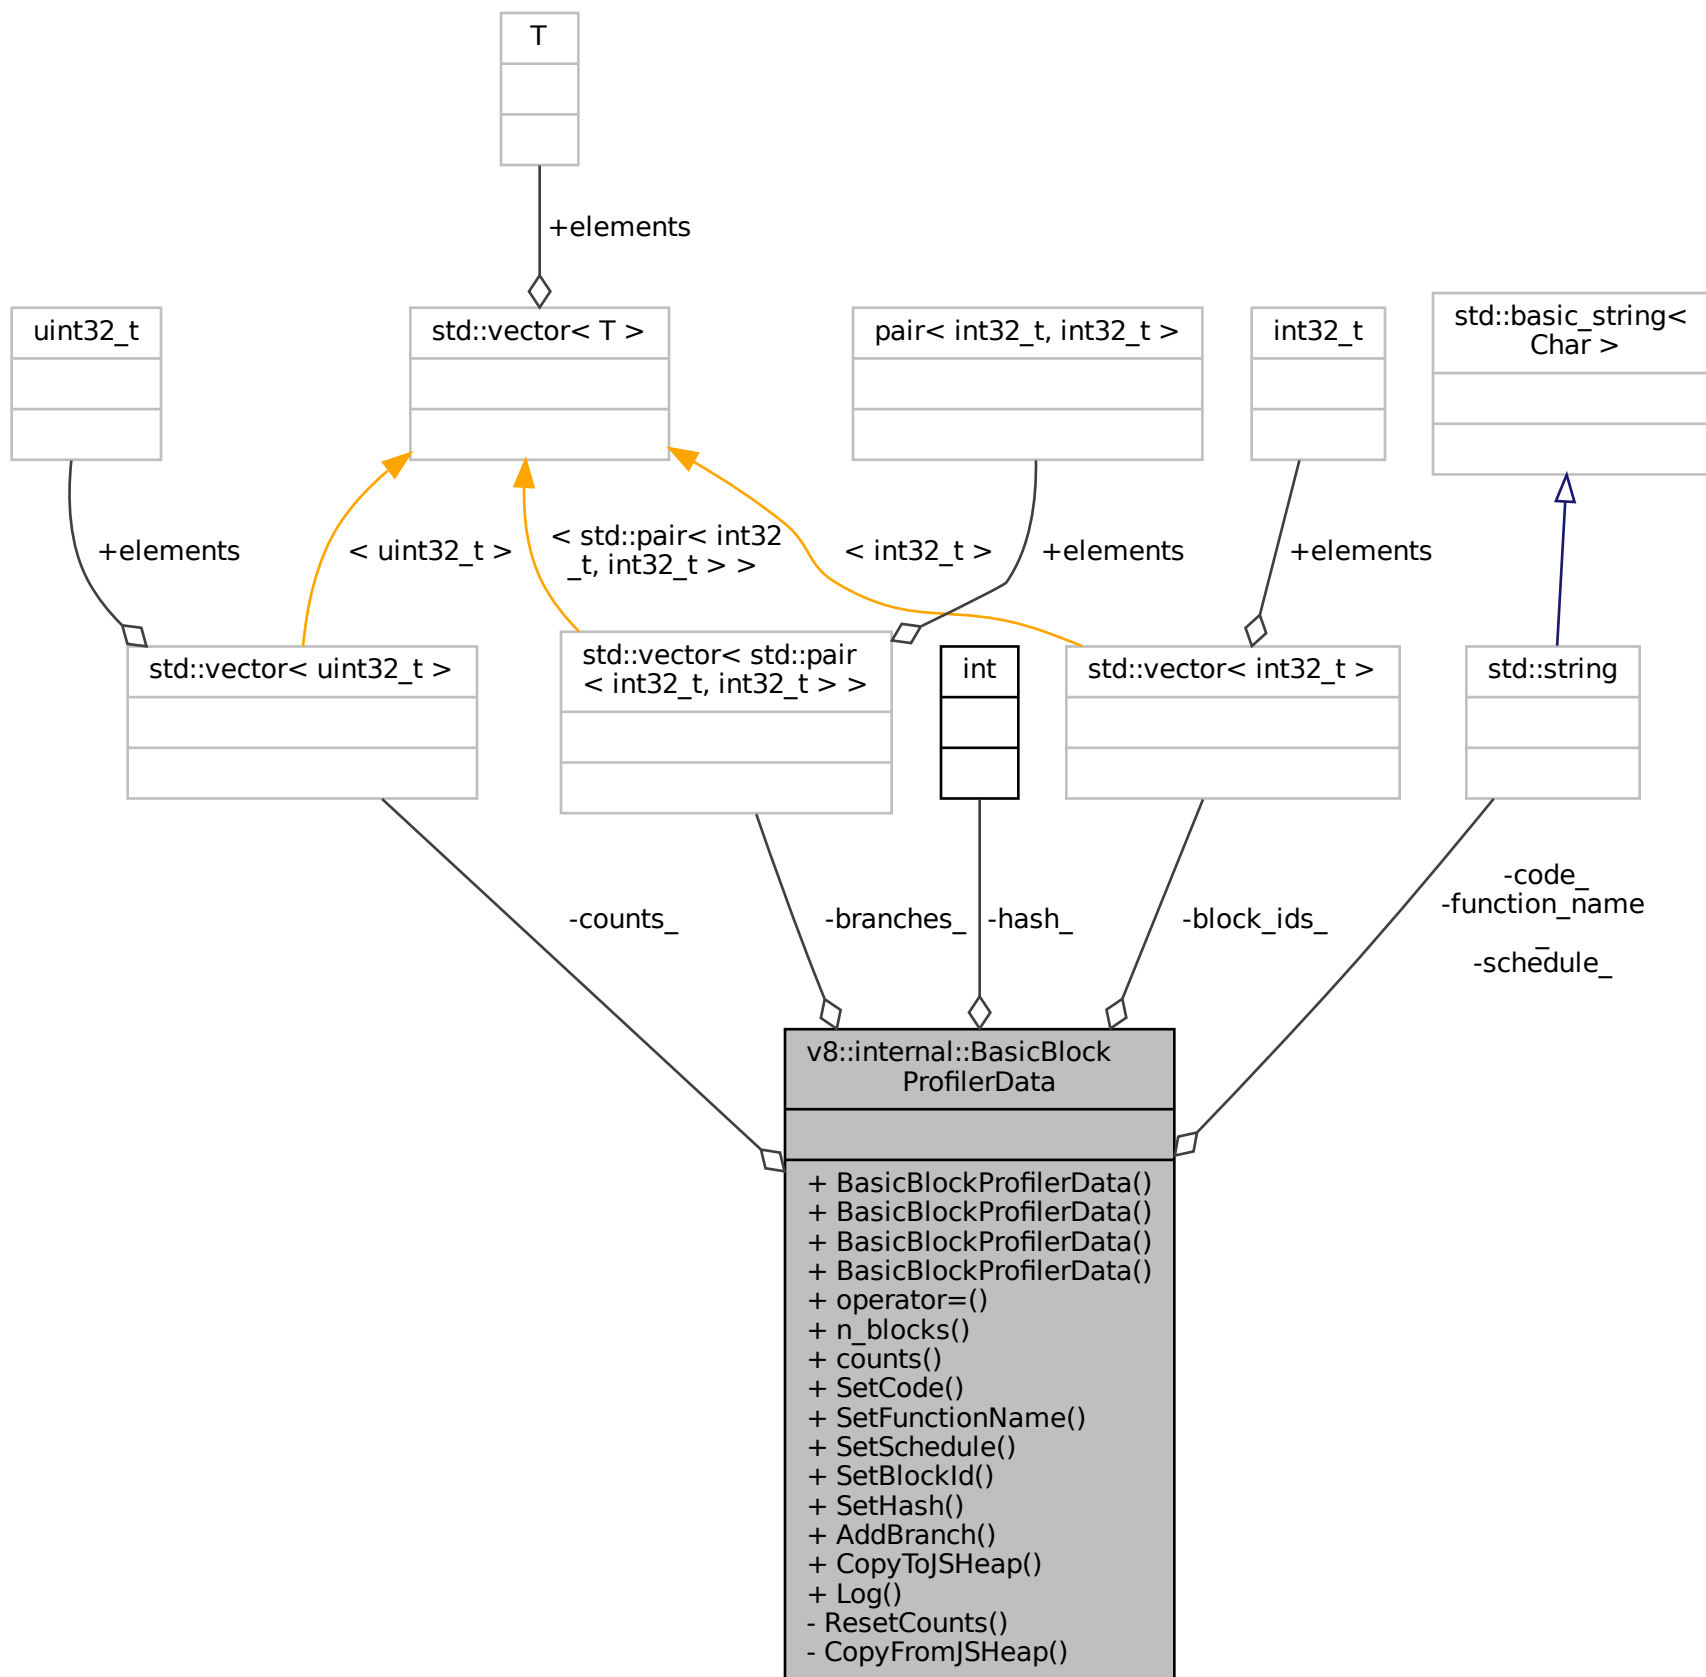 T
+elements
uint32_t
std::vector< T >
pair< int32_t, int32_t >
int32_t
std::basic_string<
Char >
+elements
< uint32_t >
< std::pair< int32
_t, int32_t > >
< int32_t >
+elements
+elements
std::vector< uint32_t >
std::vector< std::pair
< int32_t, int32_t > >
int
std::vector< int32_t >
std::string
-counts_
-branches_
-hash_
-block_ids_
-code_
-function_name
_
-schedule_
v8::internal::BasicBlock
ProfilerData
+ BasicBlockProfilerData()
+ BasicBlockProfilerData()
+ BasicBlockProfilerData()
+ BasicBlockProfilerData()
+ operator=()
+ n_blocks()
+ counts()
+ SetCode()
+ SetFunctionName()
+ SetSchedule()
+ SetBlockId()
+ SetHash()
+ AddBranch()
+ CopyToJSHeap()
+ Log()
- ResetCounts()
- CopyFromJSHeap()